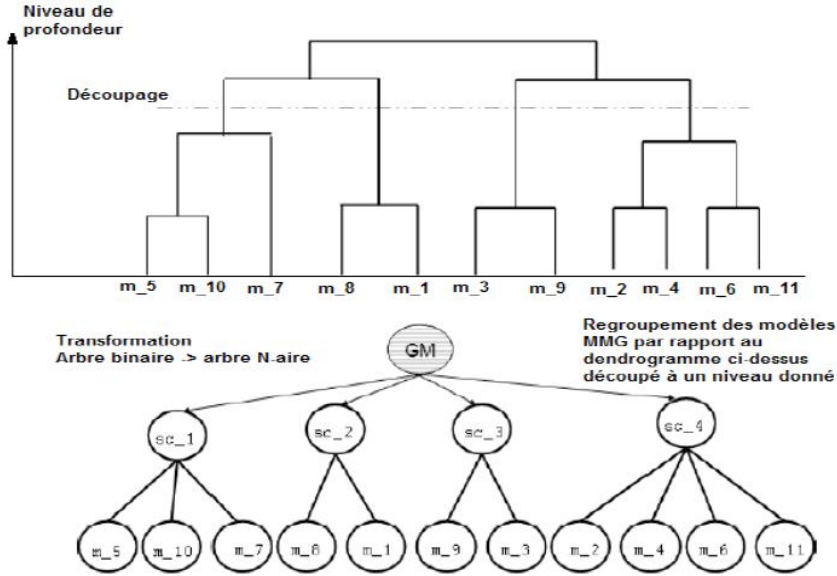 Niveau de
profondeur
Découpage
m_5 m_10 m_7 m_8 m_1 m_3 m_9 m_2 m_4 m_6 m_11
Transformation
Arbre binaire -> arbre N-aire
GM
Regroupement des modèles
MMG par rapport au
dendrogramme ci-dessus
découpé à un niveau donné
sc_1 sc_2 sc_3 sc_4
m_5 m_10 m_7 m_8 m_1 m_9 m_3 m_2 m_4 m_6 m_11